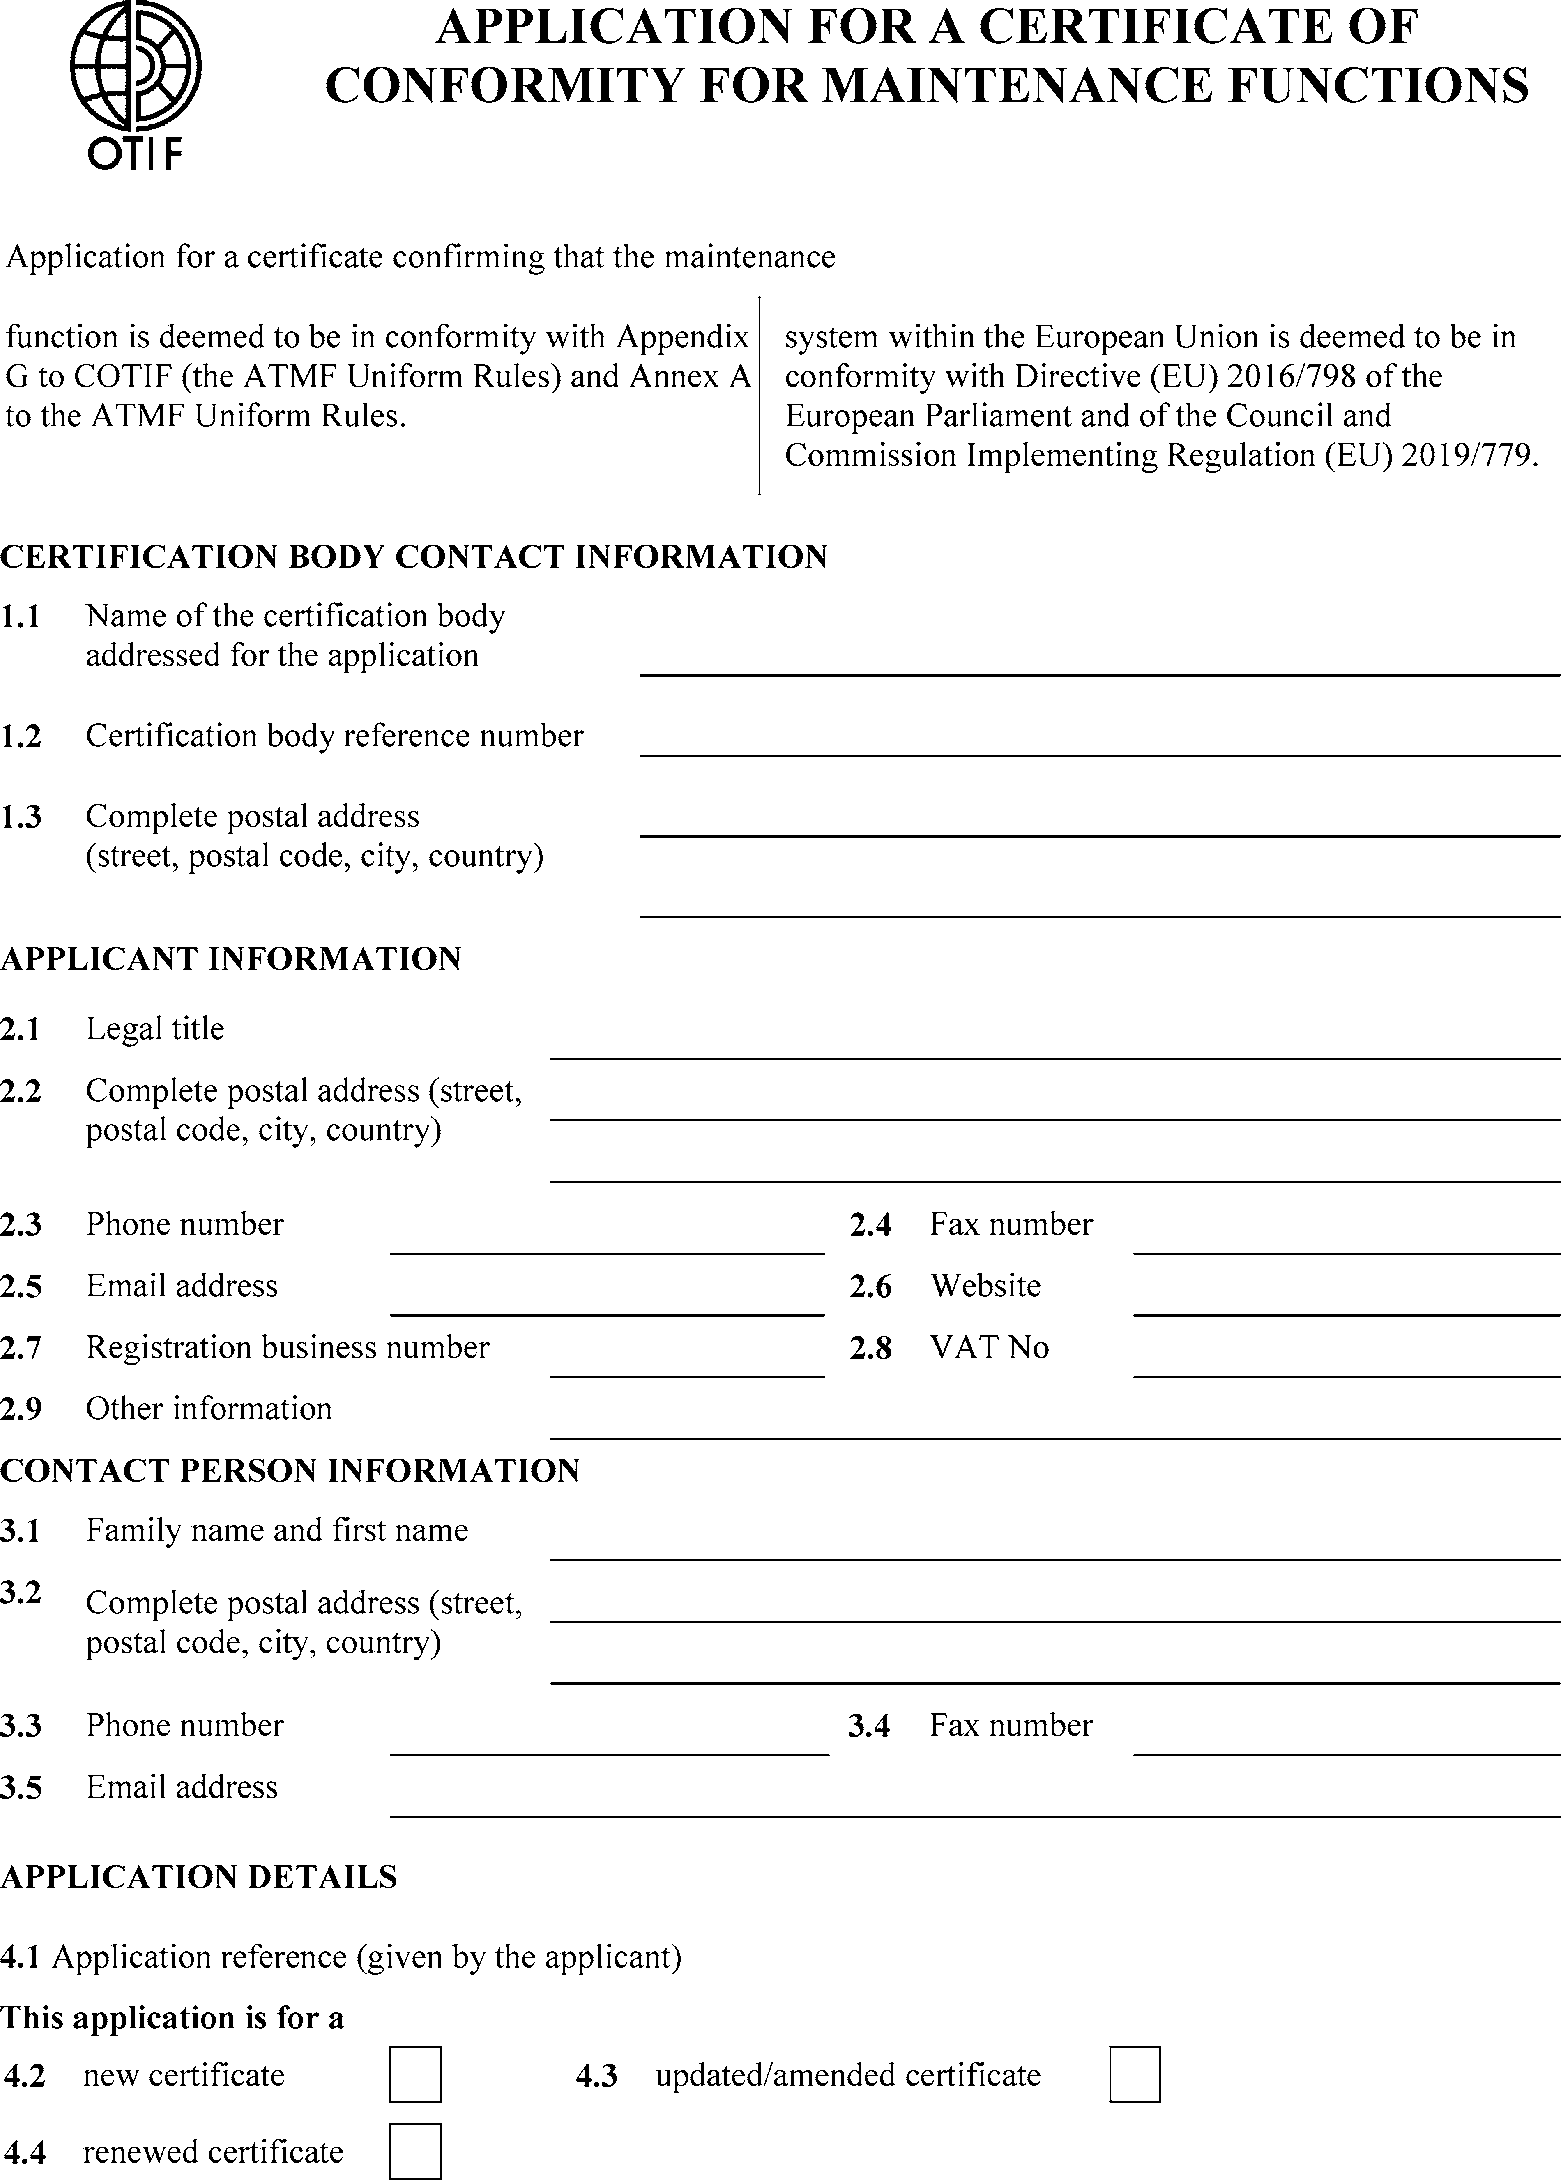 OTIF
APPLICATION FOR A CERTIFICATE OF
CONFORMITY FOR MAINTENANCE FUNCTIONS
Application for a certificate confirming that the maintenance
function is deemed to be in conformity with Appendix
G to COTIF (the ATMF Uniform Rules) and Annex A
to the ATMF Uniform Rules.
system within the European Union is deemed to be in
conformity with Directive (EU) 2016/798 of the
European Parliament and of the Council and
Commission Implementing Regulation (EU) 2019/779.
CERTIFICATION BODY CONTACT INFORMATION
1.1 Name of the certification body
addressed for the application
1.2 Certification body reference number
1.3 Complete postal address
(street, postal code, city, country)
APPLICANT INFORMATION
2.1 Legal title
2.2 Complete postal address (street,
postal code, city, country)
2.3 Phone number 2.4 Fax number
2.5 Email address 2.6 Website
2.7 Registration business number 2.8 VAT No
2.9 Other information
CONTACT PERSON INFORMATION
3.1 Family name and first name
3.2 Complete postal address (street,
postal code, city, country)
3.3 Phone number 3.4 Fax number
3.5 Email address
APPLICATION DETAILS
4.1 Application reference (given by the applicant)
This application is for a
4.2 new certificate 4.3 updated/amended certificate
4.4 renewed certificate